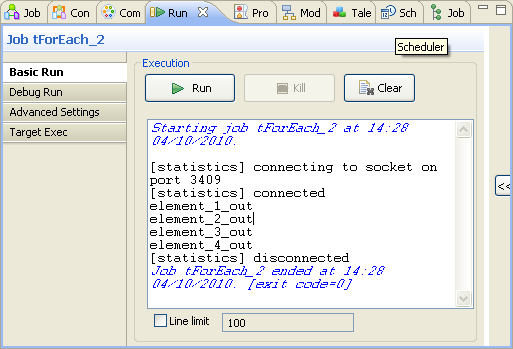 Job
Con
Com
Run
Pro
Mod
Tale
Sch
Job
Job tForEach_2
Scheduler
Basic Run
Debug Run
Advanced Settings
Target Exec
Execution
Run
Kill
Clear
Starting job tForEach_2 at 14:28
04/10/2010.
[statistics] connecting to socket on
port 3409
[statistics] connected
element_1_out
element_2_out
element_3_out
element_4_out
[statistics] disconnected
Job tForEach_2 ended at 14:28
04/10/2010. [exit code=0]
<<
Line limit
100